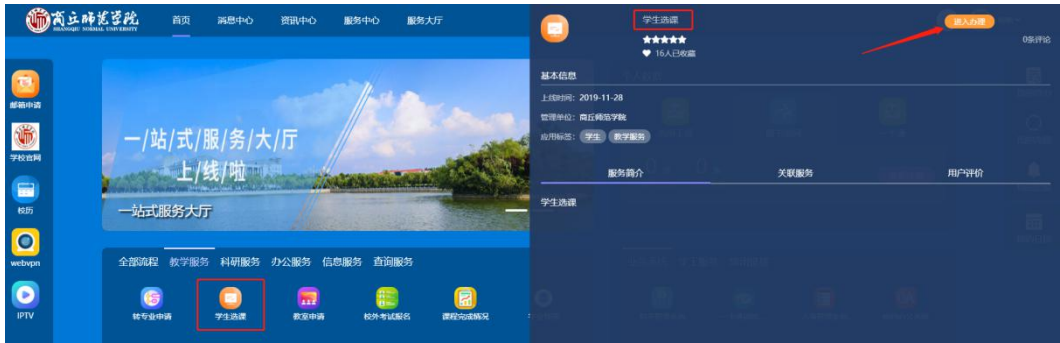 商丘师范学院
SHANGQIU NORMAL UNIVERSITY
首页 消息中心 资讯中心 服务中心 服务大厅
邮箱申请
学校官网
校历
webvpn
IPTV
一/站/式/服/务/大/厅
上/线/啦
一站式服务大厅
全部流程 教学服务 科研服务 办公服务 信息服务 查询服务
转专业申请 学生选课 教室申请 校外考试报名 课程完成情况
学生选课
进入办理
16人已收藏
0条评论
基本信息
上线时间: 2019-11-28
管理单位: 商丘师范学院
应用标签: 学生 教学服务
服务简介 关联服务 用户评价
学生选课